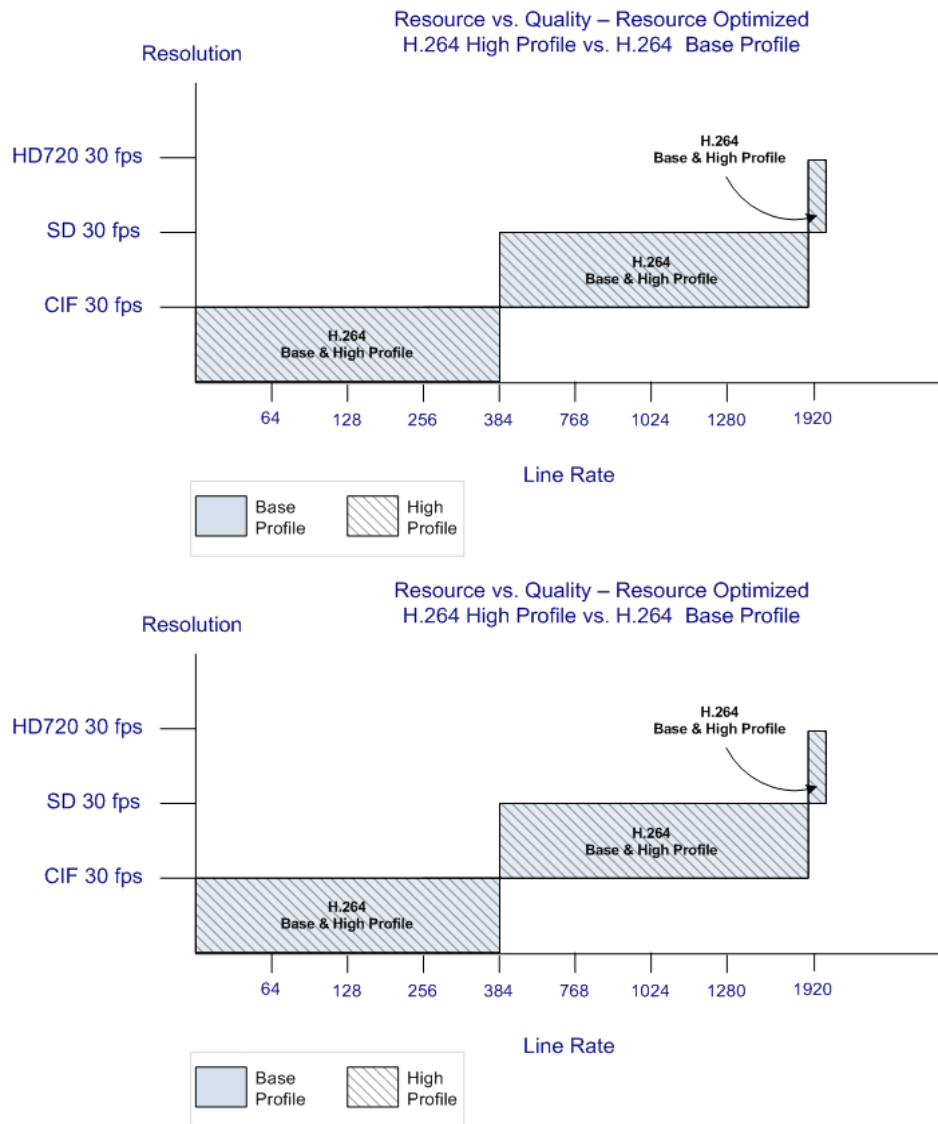 Resource vs. Quality – Resource Optimized
H.264 High Profile vs. H.264  Base Profile
Resolution
HD720 30 fps
H.264
Base & High Profile
SD 30 fps
H.264
Base & High Profile
CIF 30 fps
H.264
Base & High Profile
64 128 256 384 768 1024 1280 1920
Line Rate
Base
Profile
High
Profile
Resource vs. Quality – Resource Optimized
H.264 High Profile vs. H.264  Base Profile
Resolution
HD720 30 fps
H.264
Base & High Profile
SD 30 fps
H.264
Base & High Profile
CIF 30 fps
H.264
Base & High Profile
64 128 256 384 768 1024 1280 1920
Line Rate
Base
Profile
High
Profile